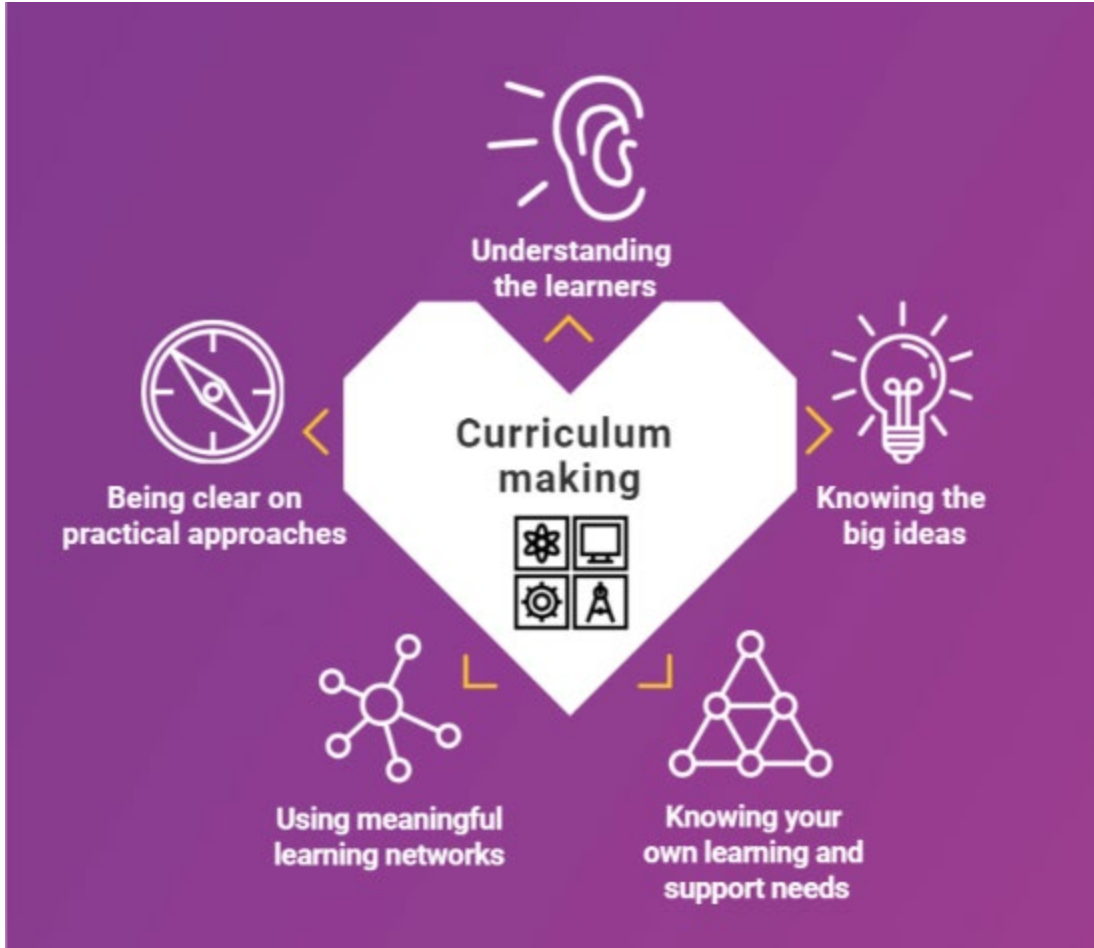 Understanding
the learners
Curriculum
making
Being clear on
practical approaches
Knowing the
big ideas
Using meaningful
learning networks
Knowing your
own learning and
support needs